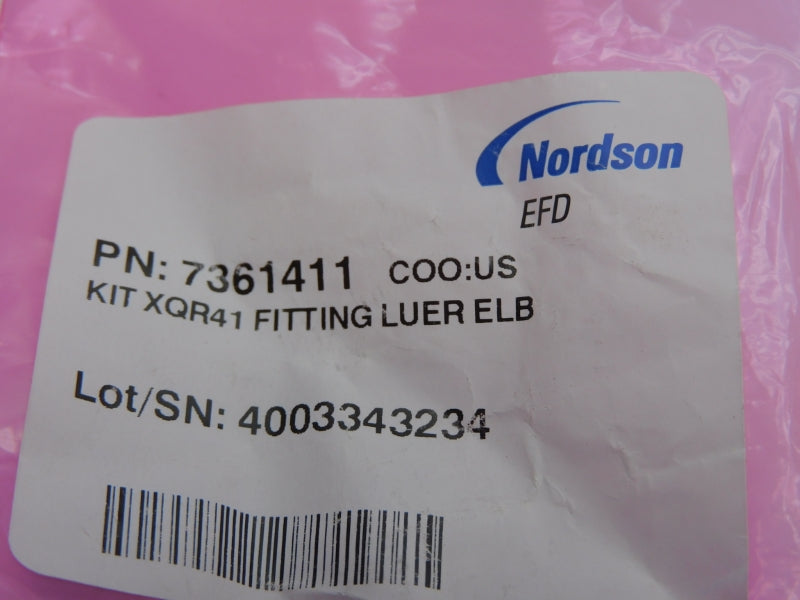 Nordson
EFD
PN: 7361411 COO:US
KIT XQR41 FITTING LUER ELB
Lot/SN: 4003343234